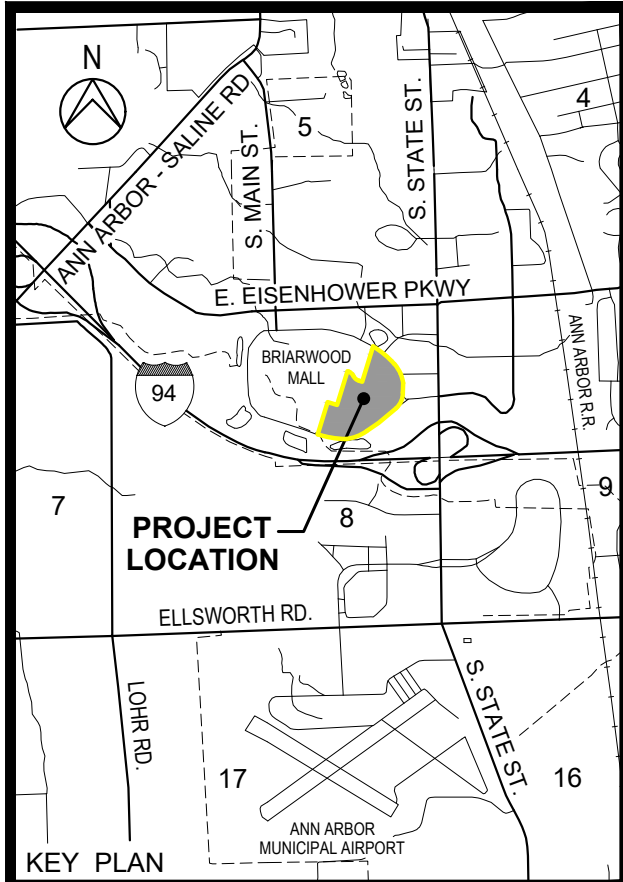 N
ANN ARBOR - SALINE RD
S. MAIN ST.
5
S. STATE ST.
4
E. EISENHOWER PKWY
BRIARWOOD
MALL
94
ANN ARBOR R.R.
7
8
9
PROJECT
LOCATION
ELLSWORTH RD.
LOHR RD.
17
S. STATE ST.
16
ANN ARBOR
MUNICIPAL AIRPORT
KEY PLAN